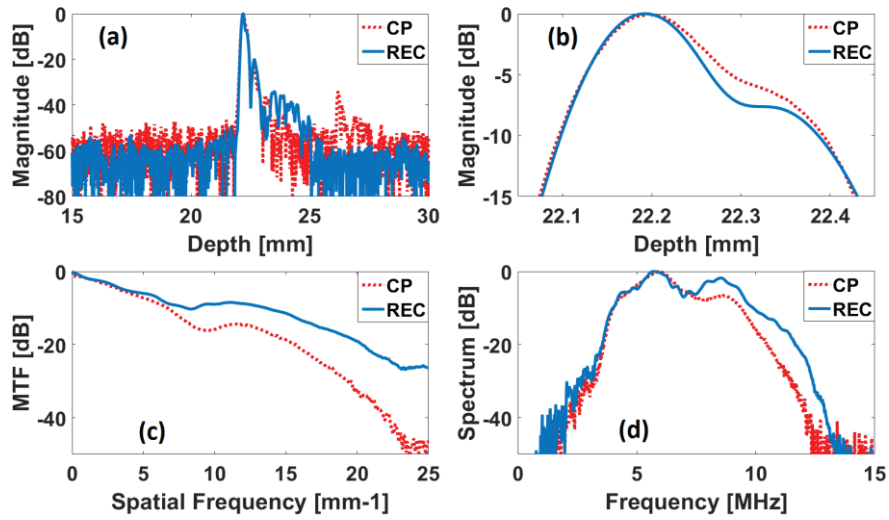 (a)
CP
REC
Magnitude [dB]
0
-20
-40
-60
-80
15
20
25
30
Depth [mm]
(b)
CP
REC
Magnitude [dB]
0
-5
-10
-15
22.1
22.2
22.3
22.4
Depth [mm]
(c)
CP
REC
MTF [dB]
0
-20
-40
0
5
10
15
20
25
Spatial Frequency [mm-1]
(d)
CP
REC
Spectrum [dB]
0
-20
-40
0
5
10
15
Frequency [MHz]